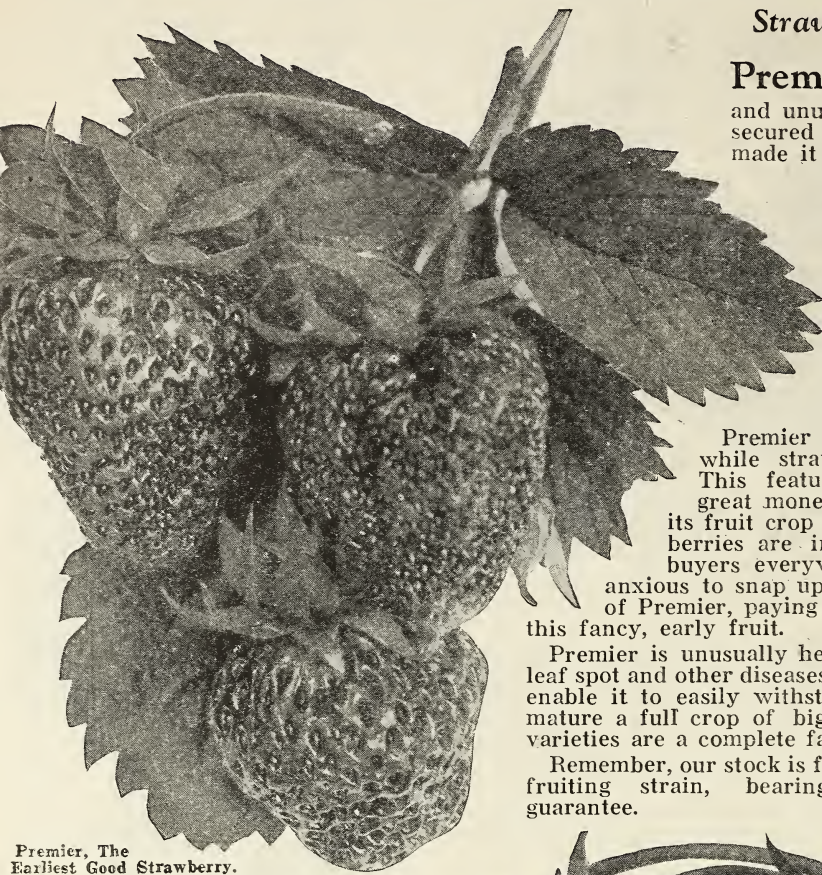 Straw
Prem
and unu
secured
made it
Premier
while stra
This featu
great mone
its fruit crop
berries are in
buyers everyw
anxious to snap up
of Premier, paying
this fancy, early fruit.
Premier is unusually he
leaf spot and other diseases
enable it to easily withst
mature a full crop of big
varieties are a complete fa
Remember, our stock is f
fruiting strain, bearing
guarantee.
Premier, The
Earliest Good Strawberry.